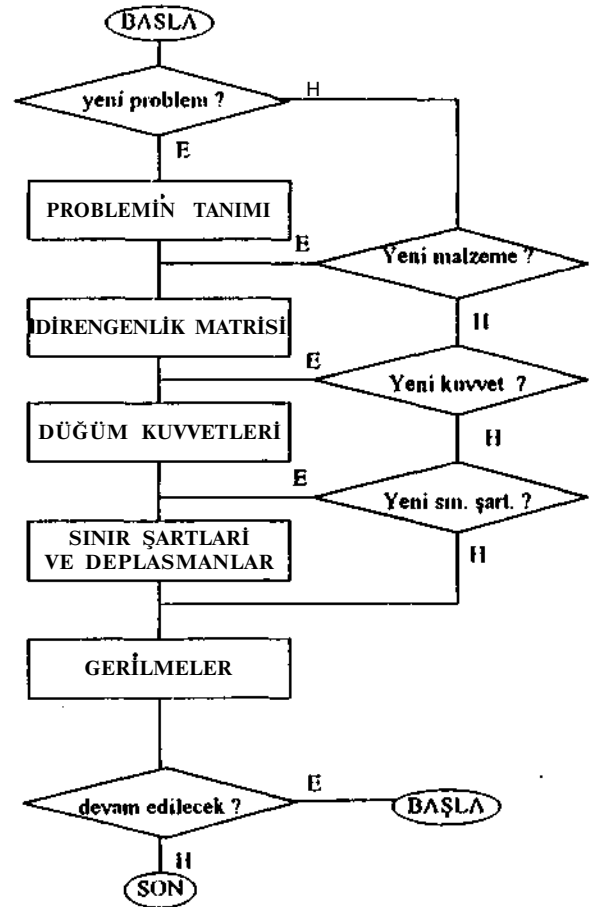 BAŞLA
yeni problem ?
H
E
PROBLEMİN TANIMI
E
Yeni malzeme ?
H
DİRENGENLİK MATRİSİ
E
Yeni kuvvet ?
H
DÜĞÜM KUVVETLERİ
E
Yeni sın. şart. ?
H
SINIR ŞARTLARİ
VE DEPLASMANLAR
GERİLMELER
devam edilecek ?
E
BAŞLA
H
SON